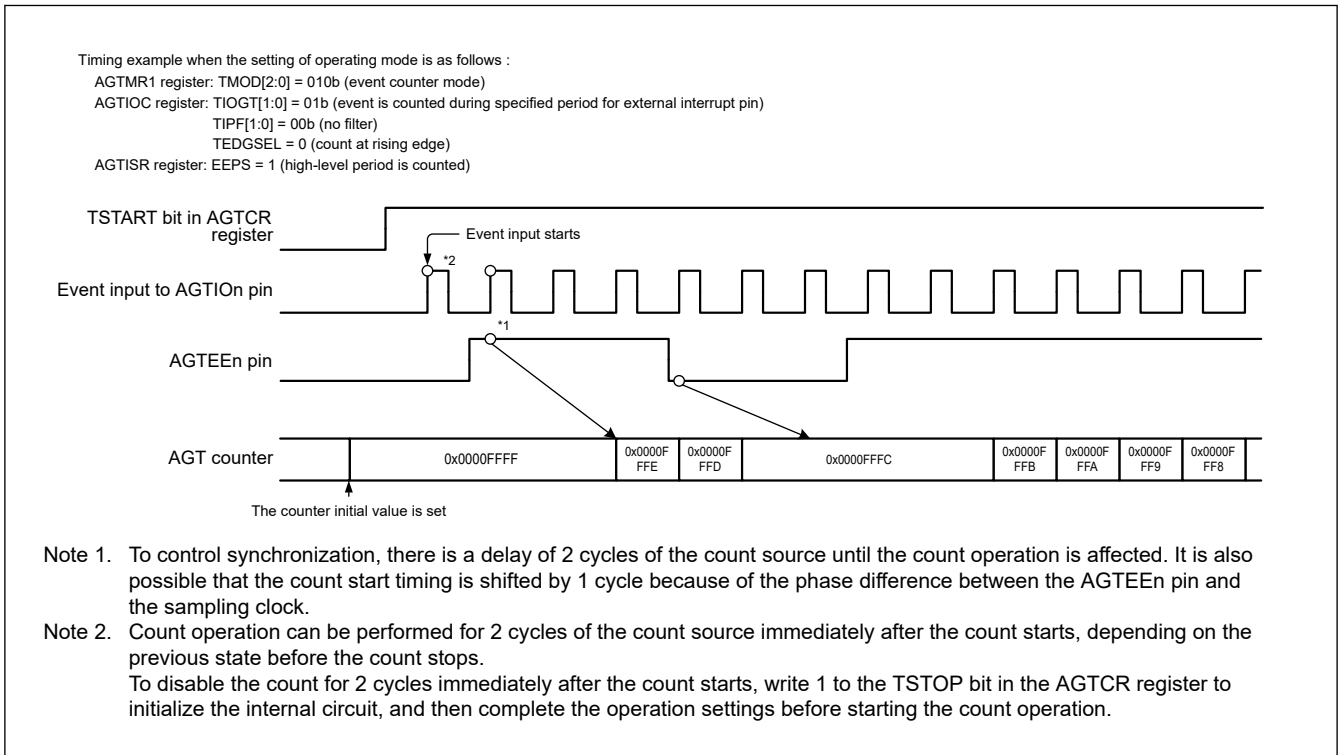 Timing example when the setting of operating mode is as follows :
AGTMR1 register: TMOD[2:0] = 010b (event counter mode)
AGTIOC register: TIOGT[1:0] = 01b (event is counted during specified period for external interrupt pin)
TIPF[1:0] = 00b (no filter)
TEDGSEL = 0 (count at rising edge)
AGTISR register: EEPS = 1 (high-level period is counted)
TSTART bit in AGTCR
register
Event input starts
*2
Event input to AGTIOn pin
*1
AGTEEn pin
AGT counter
0x0000FFFF
0x0000F
FFE
0x0000F
FFD
0x0000FFFC
0x0000F
FFB
0x0000F
FFA
0x0000F
FF9
0x0000F
FF8
The counter initial value is set
Note 1. To control synchronization, there is a delay of 2 cycles of the count source until the count operation is affected. It is also
possible that the count start timing is shifted by 1 cycle because of the phase difference between the AGTEEn pin and
the sampling clock.
Note 2. Count operation can be performed for 2 cycles of the count source immediately after the count starts, depending on the
previous state before the count stops.
To disable the count for 2 cycles immediately after the count starts, write 1 to the TSTOP bit in the AGTCR register to
initialize the internal circuit, and then complete the operation settings before starting the count operation.